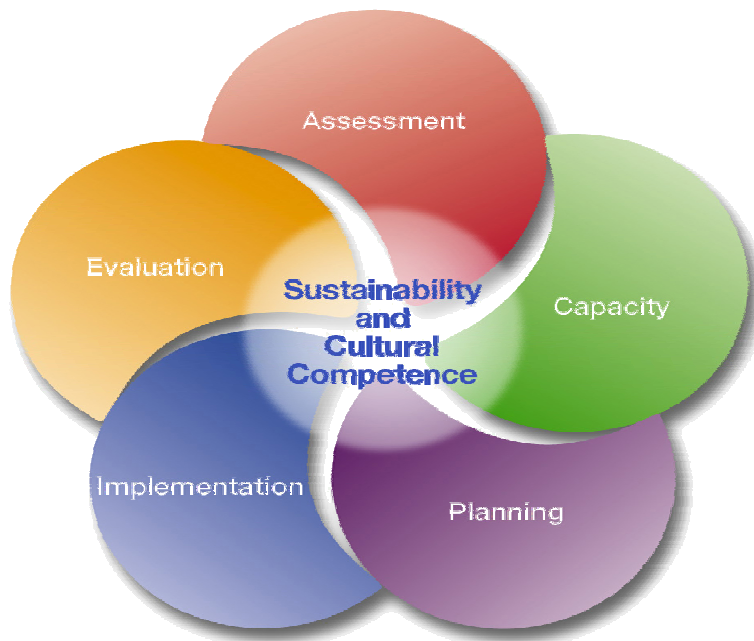 Assessment
Evaluation
Capacity
Sustainability
and
Cultural
Competence
Implementation
Planning